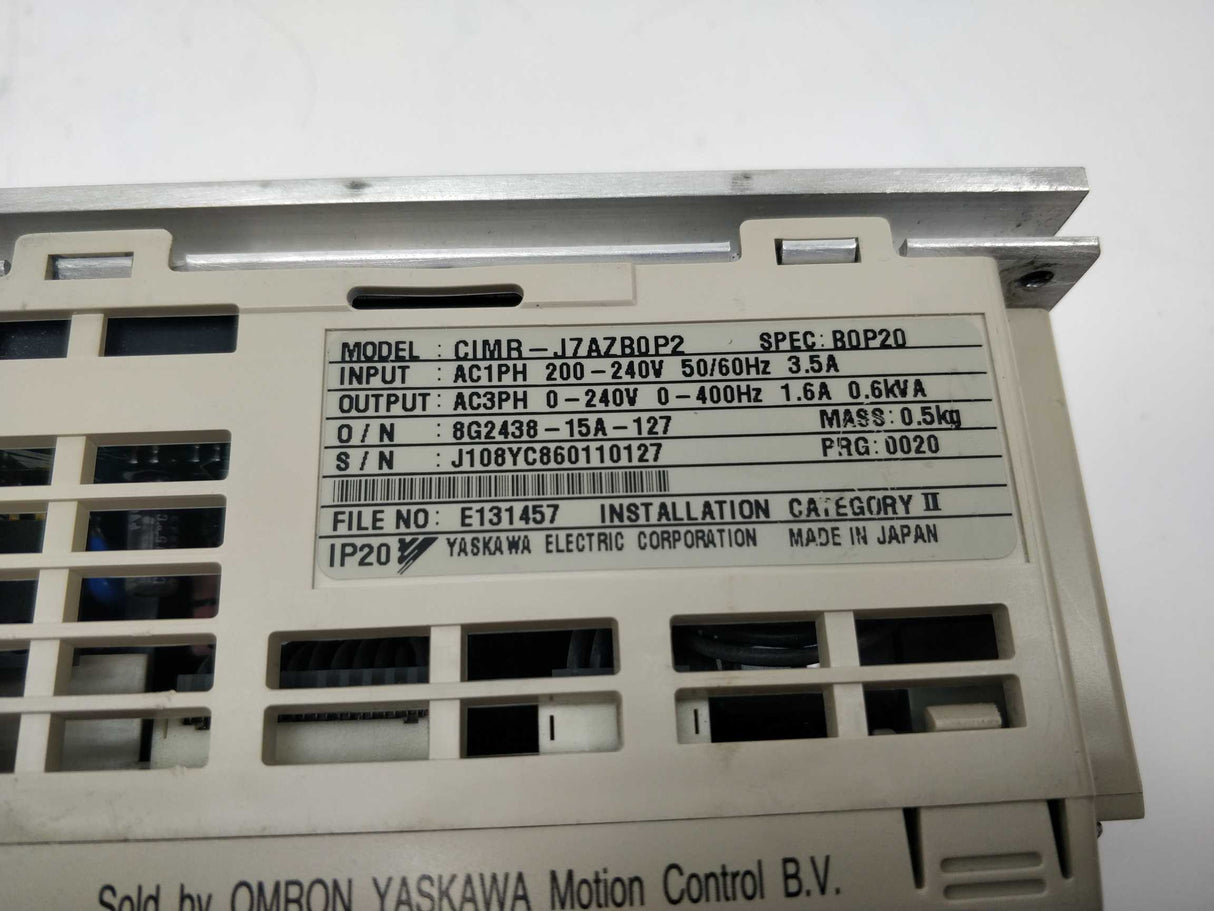 MODEL : CIMR-J7AZB0P2 SPEC: B0P20
INPUT : AC1PH 200-240V 50/60Hz 3.5A
OUTPUT: AC3PH 0-240V 0-400Hz 1.6A 0.6kVA
O/N : 8G2438-15A-127 MASS: 0.5kg
S/N : J108YC860110127 PRG: 0020
FILE NO: E131457 INSTALLATION CATEGORY II
IP20 YASKAWA ELECTRIC CORPORATION MADE IN JAPAN
Sold by OMRON YASKAWA Motion Control B.V.